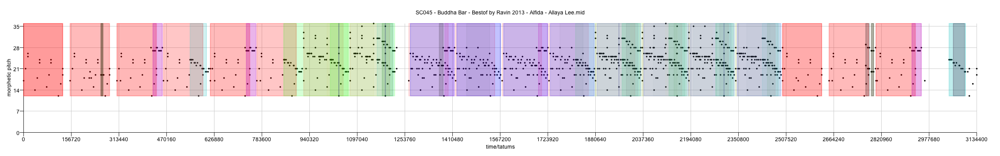 SC045 - Buddha Bar - Bestof by Ravin 2013 - Alfida - Allaya Lee.mid
morphetic pitch
35
28
21
14
7
0
0 156720 313440 470160 626880 783600 940320 1097040 1253760 1410480 1567200 1723920 1880640 2037360 2194080 2350800 2507520 2664240 2820960 2977680 3134400
time/tatums